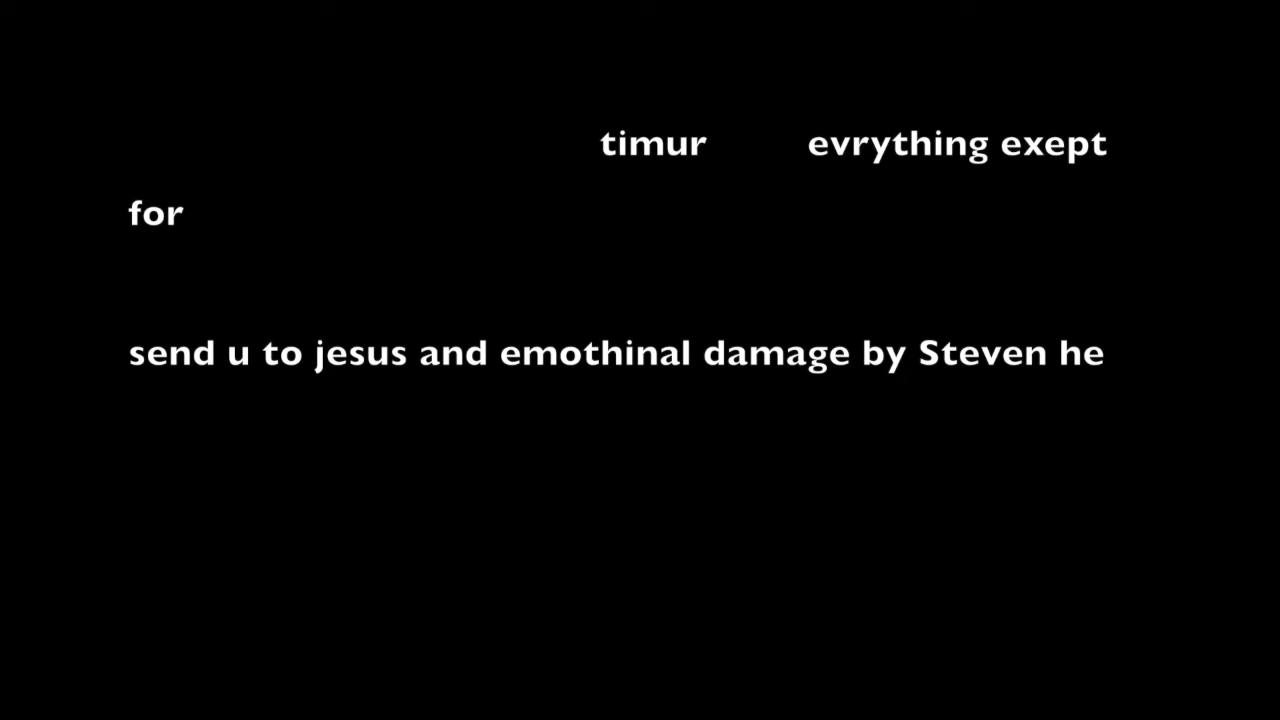 timur evrything exept
for
send u to jesus and emothinal damage by Steven he